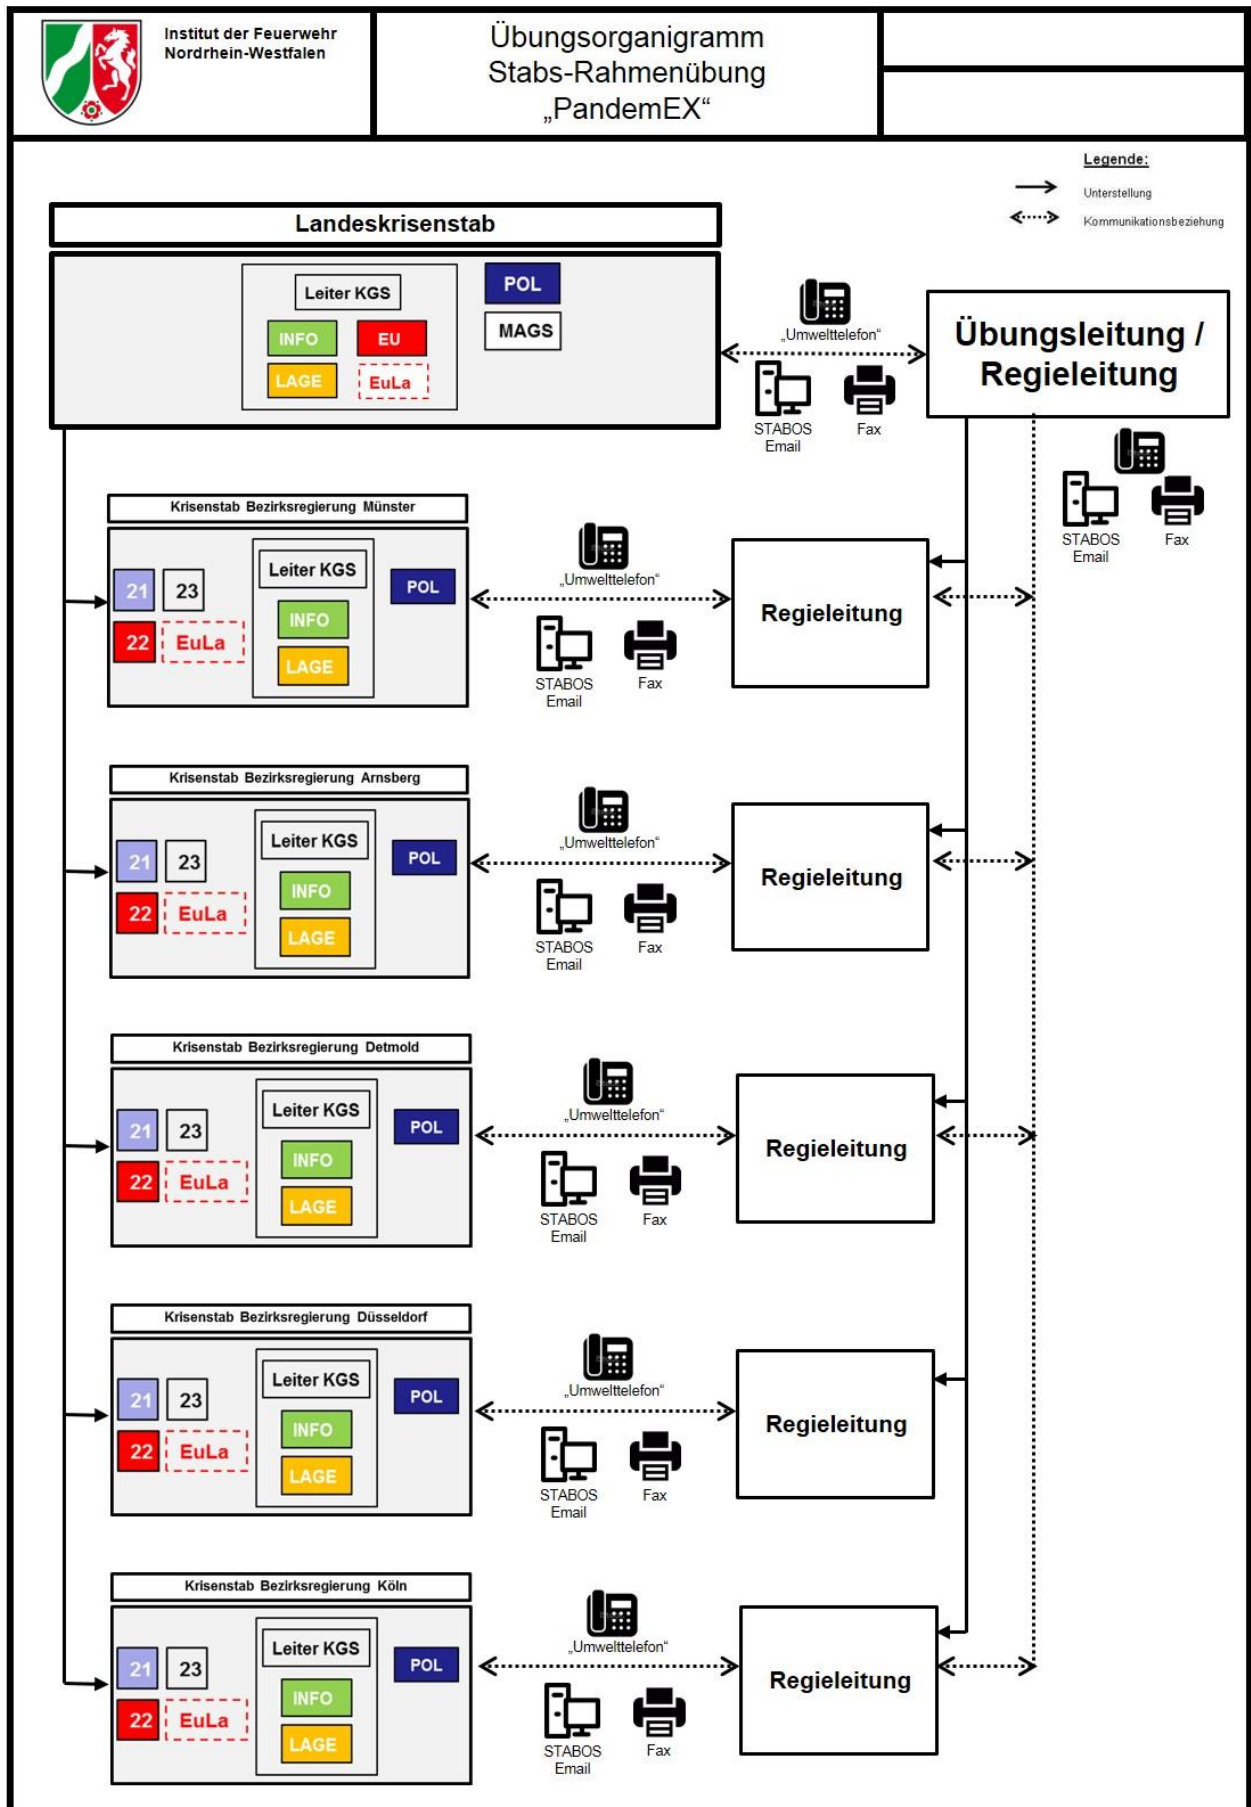 Institut der Feuerwehr
Nordrhein-Westfalen
Übungsorganigramm
Stabs-Rahmenübung
„PandemEX“
Legende:
Unterstellung
Kommunikationsbeziehung
Landeskrisenstab
Leiter KGS
INFO
EU
LAGE
EuLa
POL
MAGS
„Umwelttelefon“
STABOS
Email
Fax
Übungsleitung /
Regieleitung
STABOS
Email
Fax
Krisenstab Bezirksregierung Münster
21
23
22
EuLa
Leiter KGS
INFO
LAGE
POL
„Umwelttelefon“
STABOS
Email
Fax
Regieleitung
Krisenstab Bezirksregierung Arnsberg
21
23
22
EuLa
Leiter KGS
INFO
LAGE
POL
„Umwelttelefon“
STABOS
Email
Fax
Regieleitung
Krisenstab Bezirksregierung Detmold
21
23
22
EuLa
Leiter KGS
INFO
LAGE
POL
„Umwelttelefon“
STABOS
Email
Fax
Regieleitung
Krisenstab Bezirksregierung Düsseldorf
21
23
22
EuLa
Leiter KGS
INFO
LAGE
POL
„Umwelttelefon“
STABOS
Email
Fax
Regieleitung
Krisenstab Bezirksregierung Köln
21
23
22
EuLa
Leiter KGS
INFO
LAGE
POL
„Umwelttelefon“
STABOS
Email
Fax
Regieleitung